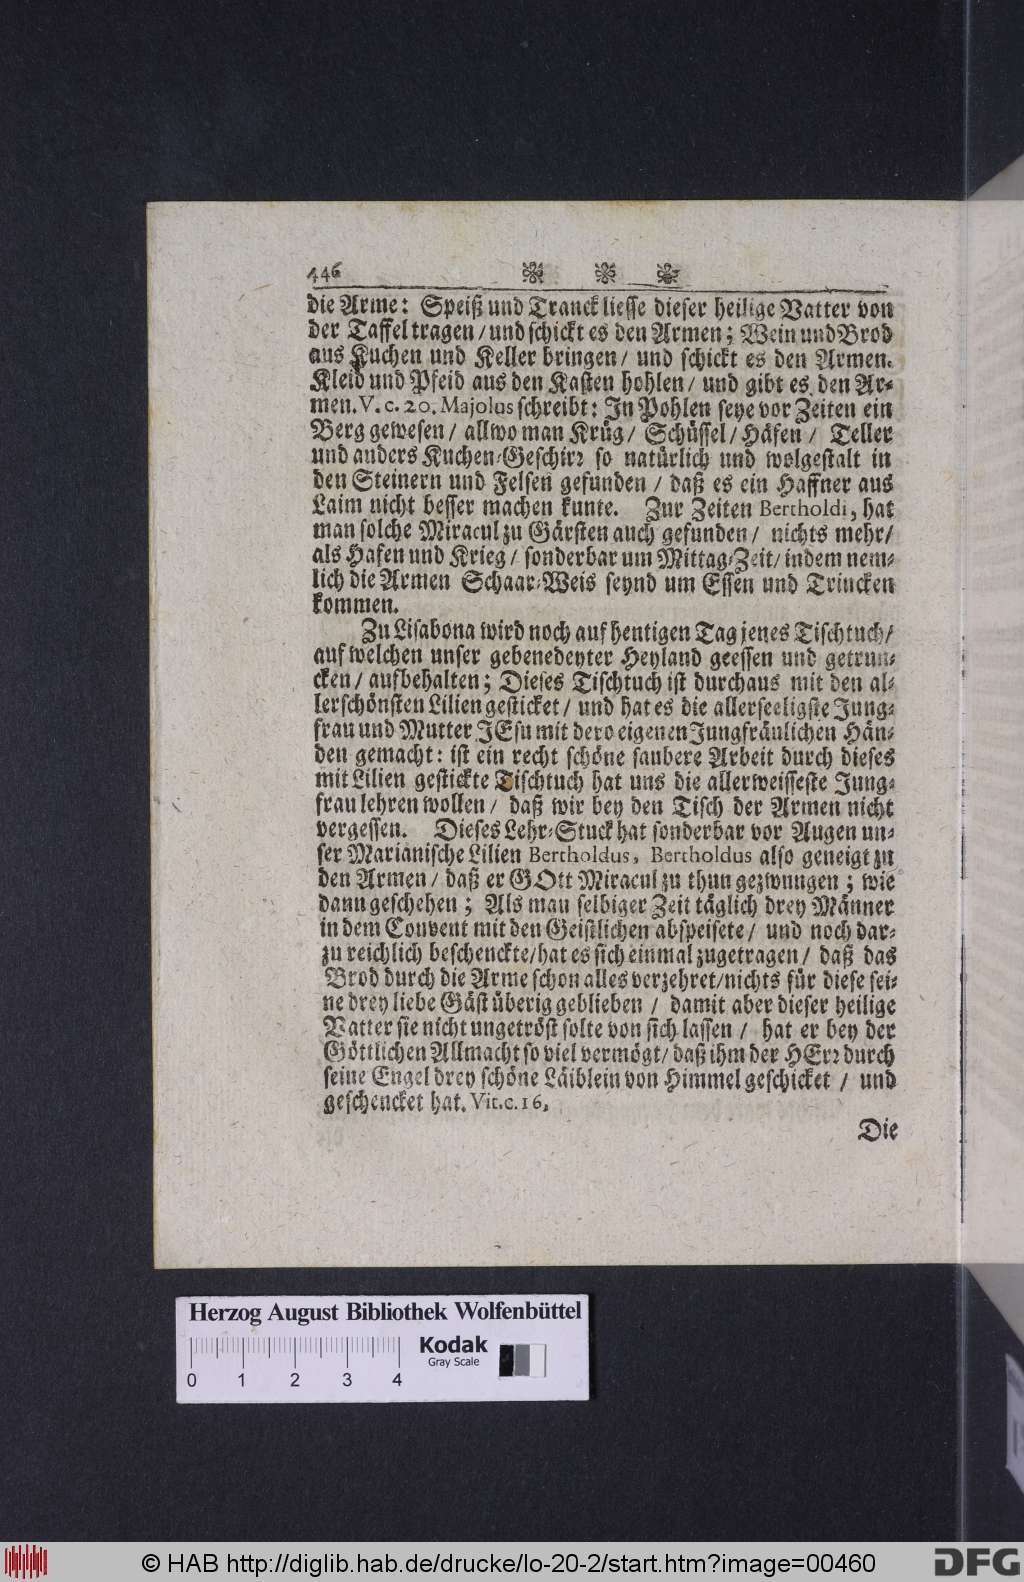 446
die Arme: Speiß und Tranck liesse dieser heilige Vatter von
der Taffel tragen / und schickt es den Armen; Wein und Brod
aus Kuchen und Keller bringen / und schickt es den Armen.
Kleid und Pfeid aus den Kasten hohlen / und gibt es den Ar-
men. V. c. 20. Majolus schreibt: In Pohlen seye vor Zeiten ein
Berg gewesen / allwo man Krüg / Schüssel / Häfen / Teller
und anders Kuchen-Geschirr so natürlich und wolgestalt in
den Steinern und Felsen gefunden / daß es ein Haffner aus
Laim nicht besser machen kunte. Zur Zeiten Bertholdi, hat
man solche Miracul zu Gärsten auch gefunden / nichts mehr /
als Hafen und Krieg / sonderbar um Mittag-Zeit / indem nem-
lich die Armen Schaar-Weis seynd um Essen und Trincken
kommen.
Zu Lisabona wird noch auf hentigen Tag jenes Tischtuch /
auf welchen unser gebenedeyter Heyland geessen und getrun-
cken / aufbehalten; Dieses Tischtuch ist durchaus mit den al-
lerschönsten Lilien gesticket / und hat es die allerseeligste Jung-
frau und Mutter JEsu mit dero eigenen Jungfräulichen Hän-
den gemacht: ist ein recht schöne saubere Arbeit durch dieses
mit Lilien gestickte Tischtuch hat uns die allerweisseste Jung-
frau lehren wollen / daß wir bey den Tisch der Armen nicht
vergessen. Dieses Lehr-Stuck hat sonderbar vor Augen un-
ser Marianische Lilien Bertholdus, Bertholdus also geneigt zu
den Armen / daß er GOtt Miracul zu thun gezwungen; wie
dann geschehen; Als man selbiger Zeit täglich drey Männer
in dem Convent mit den Geistlichen abspeisete / und noch dar-
zu reichlich beschenckte / hat es sich einmal zugetragen / daß das
Brod durch die Arme schon alles verzehret / nichts für diese sei-
ne drey liebe Gäst überig geblieben / damit aber dieser heilige
Vatter sie nicht ungetröst solte von sich lassen / hat er bey der
Göttlichen Allmacht so viel vermögt / daß ihm der HErr durch
seine Engel drey schöne Läiblein von Himmel geschicket / und
geschencket hat. Vit. c. 16.
Die
Herzog August Bibliothek Wolfenbüttel
Kodak
Gray Scale
0 1 2 3 4
© HAB http://diglib.hab.de/drucke/lo-20-2/start.htm?image=00460
DFG